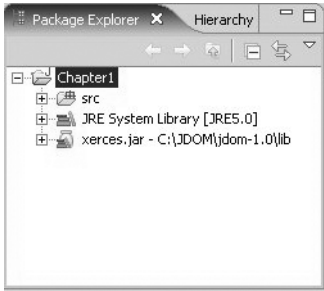 Package Explorer Hierarchy
Chapter1
src
JRE System Library [JRE5.0]
xerces.jar - C:\JDOM\jdom-1.0\lib